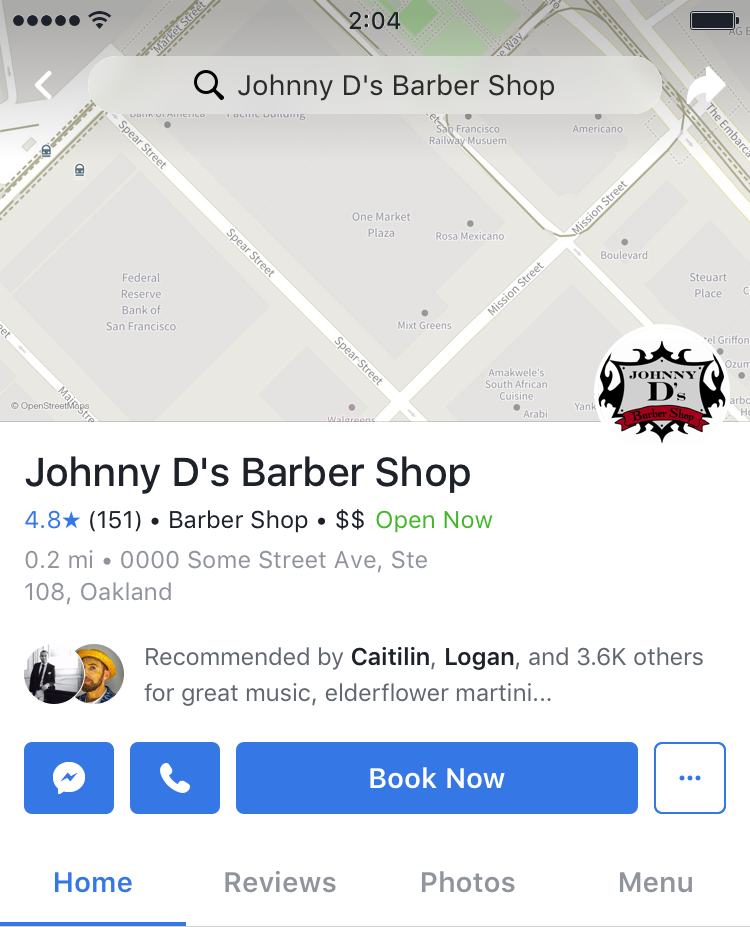 2:04
Johnny D's Barber Shop
Market Street
Bank of America
Pacific Building
San Francisco
Railway Musuem
Americano
The Embarca
Spear Street
Mission Street
One Market
Plaza
Rosa Mexicano
Boulevard
Spear Street
Federal
Reserve
Bank of
San Francisco
Mission Street
Steuart
Place
Mixt Greens
Spear Street
tel Griffon
Ozum
Amakwele's
South African
Cuisine
Arabi
Yank
Walgreens
Main Stre
© OpenStreetMaps
JOHNNY
D's
Barber Shop
Johnny D's Barber Shop
4.8★ (151) • Barber Shop • $$ Open Now
0.2 mi • 0000 Some Street Ave, Ste
108, Oakland
Recommended by Caitilin, Logan, and 3.6K others
for great music, elderflower martini...
Book Now
Home Reviews Photos Menu